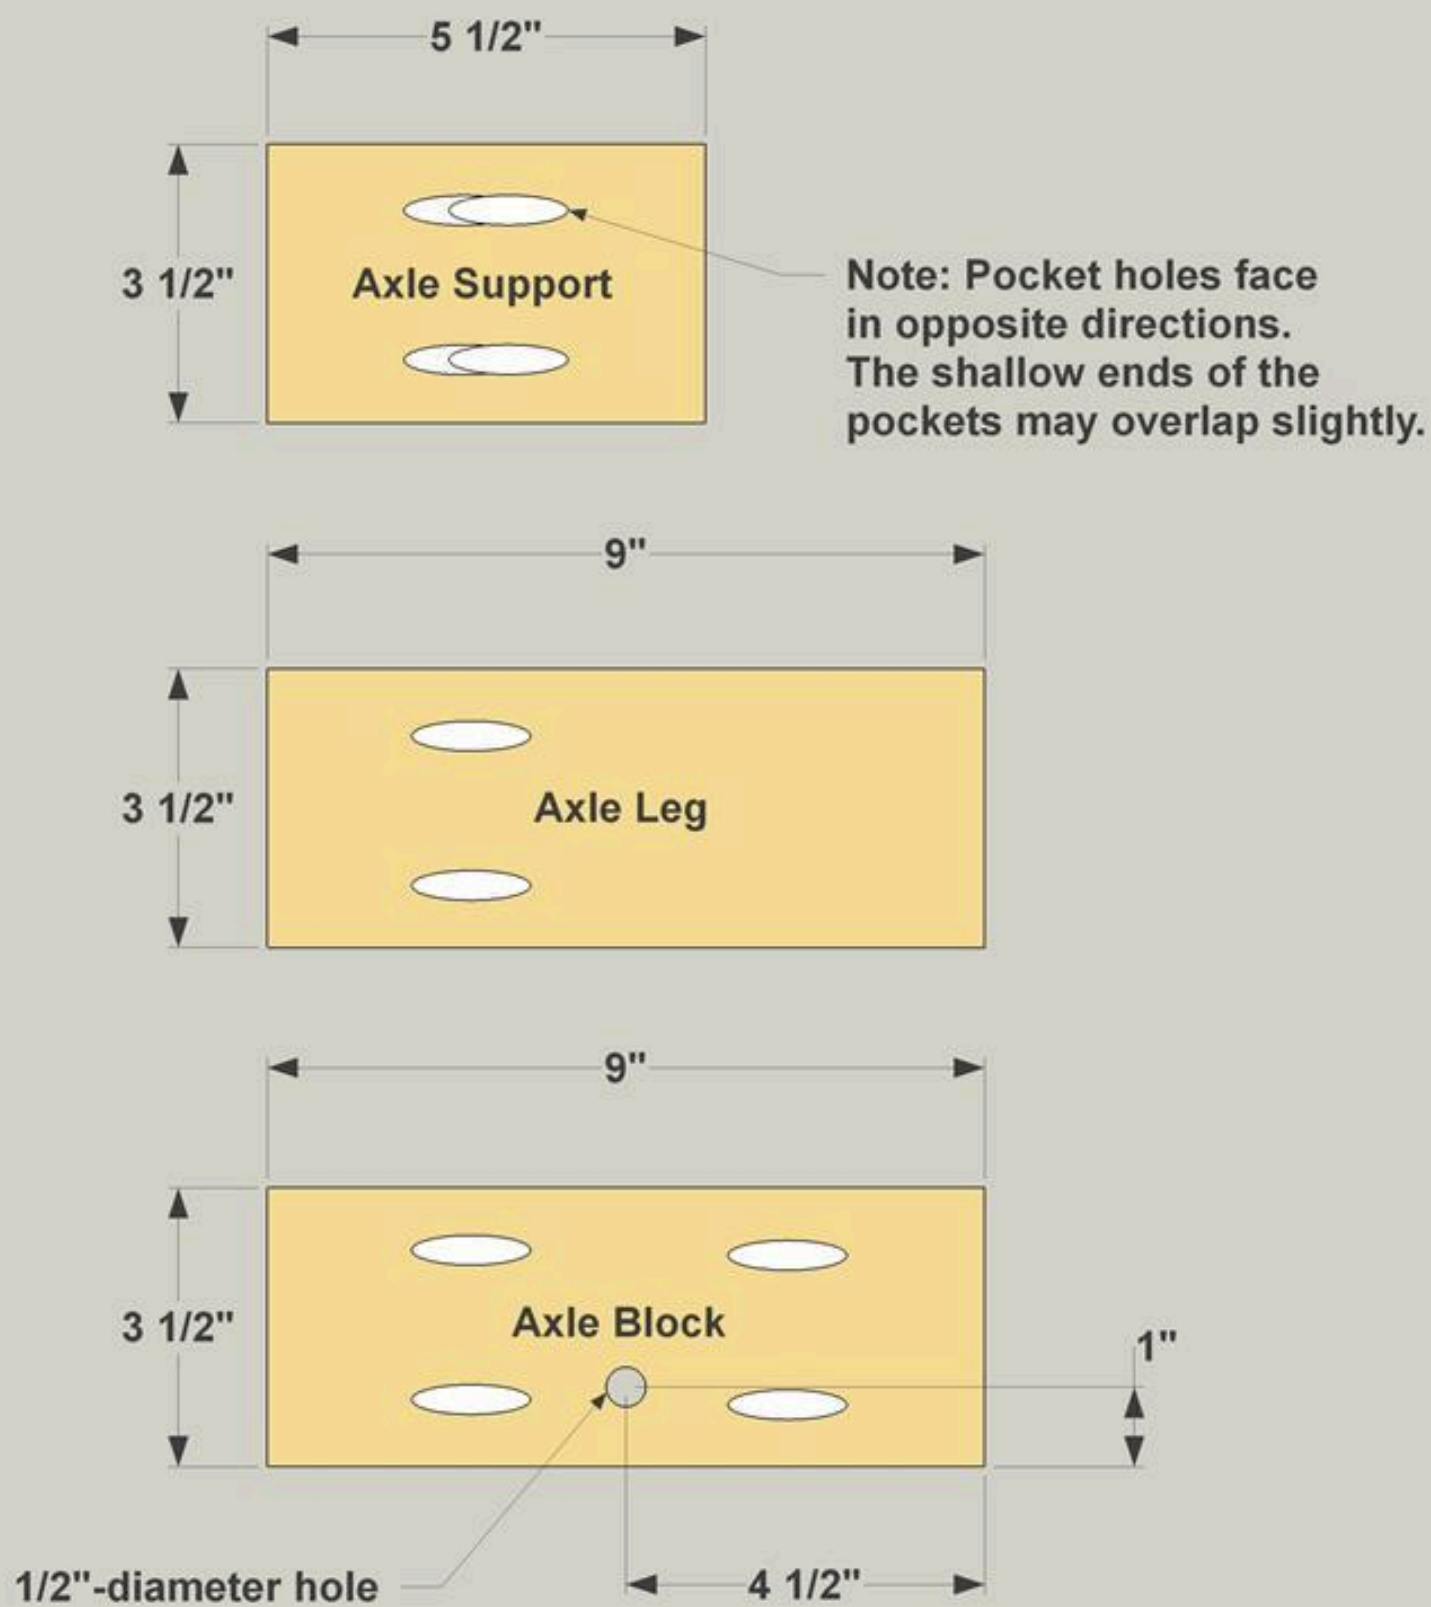 5 1/2"
3 1/2"
Axle Support
Note: Pocket holes face
in opposite directions.
The shallow ends of the
pockets may overlap slightly.
9"
3 1/2"
Axle Leg
9"
3 1/2"
Axle Block
1"
1/2"-diameter hole
4 1/2"